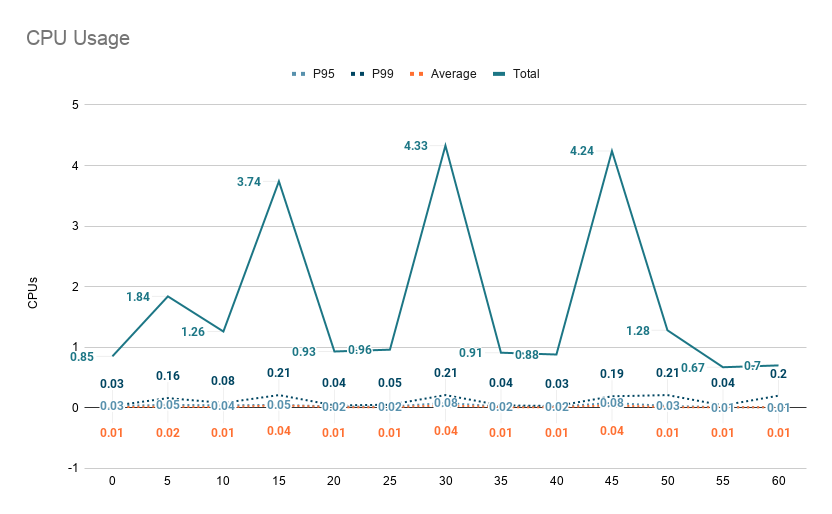 CPU Usage
P95 P99 Average Total
5
4
3
2
1
0
-1
CPUs
0.85 1.84 1.26 3.74 0.93 0.96 4.33 0.91 0.88 4.24 1.28 0.67 0.7
0.03 0.16 0.08 0.21 0.04 0.05 0.21 0.04 0.03 0.19 0.21 0.04 0.2
0.03 0.05 0.04 0.05 0.02 0.02 0.08 0.02 0.02 0.08 0.03 0.01 0.01
0.01 0.02 0.01 0.04 0.01 0.01 0.04 0.01 0.01 0.04 0.01 0.01 0.01
0 5 10 15 20 25 30 35 40 45 50 55 60